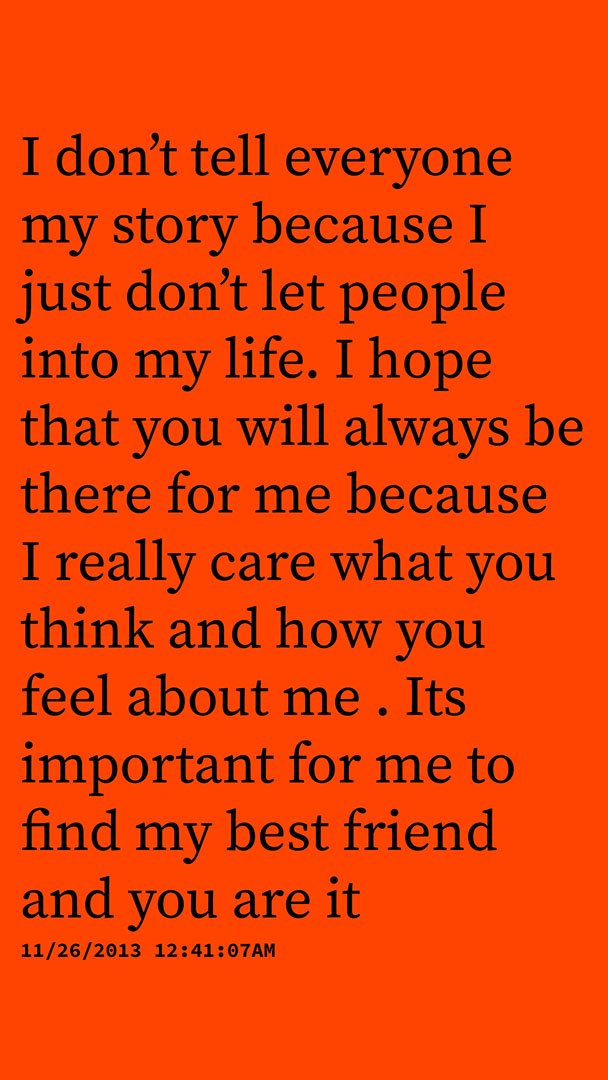 I don’t tell everyone
my story because I
just don’t let people
into my life. I hope
that you will always be
there for me because
I really care what you
think and how you
feel about me . Its
important for me to
find my best friend
and you are it
11/26/2013 12:41:07AM